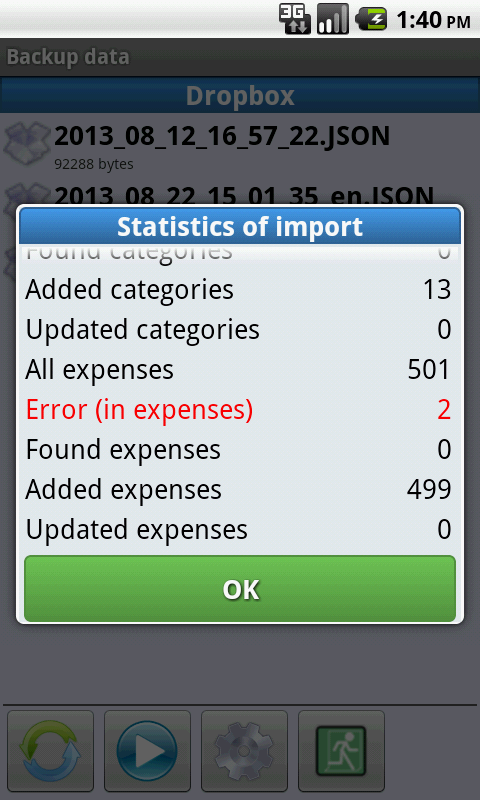 3G
1:40 PM
Backup data
Dropbox
2013_08_12_16_57_22.JSON
92288 bytes
2013_08_22_15_01_35_en.JSON
Statistics of import
Found categories 0
Added categories 13
Updated categories 0
All expenses 501
Error (in expenses) 2
Found expenses 0
Added expenses 499
Updated expenses 0
OK